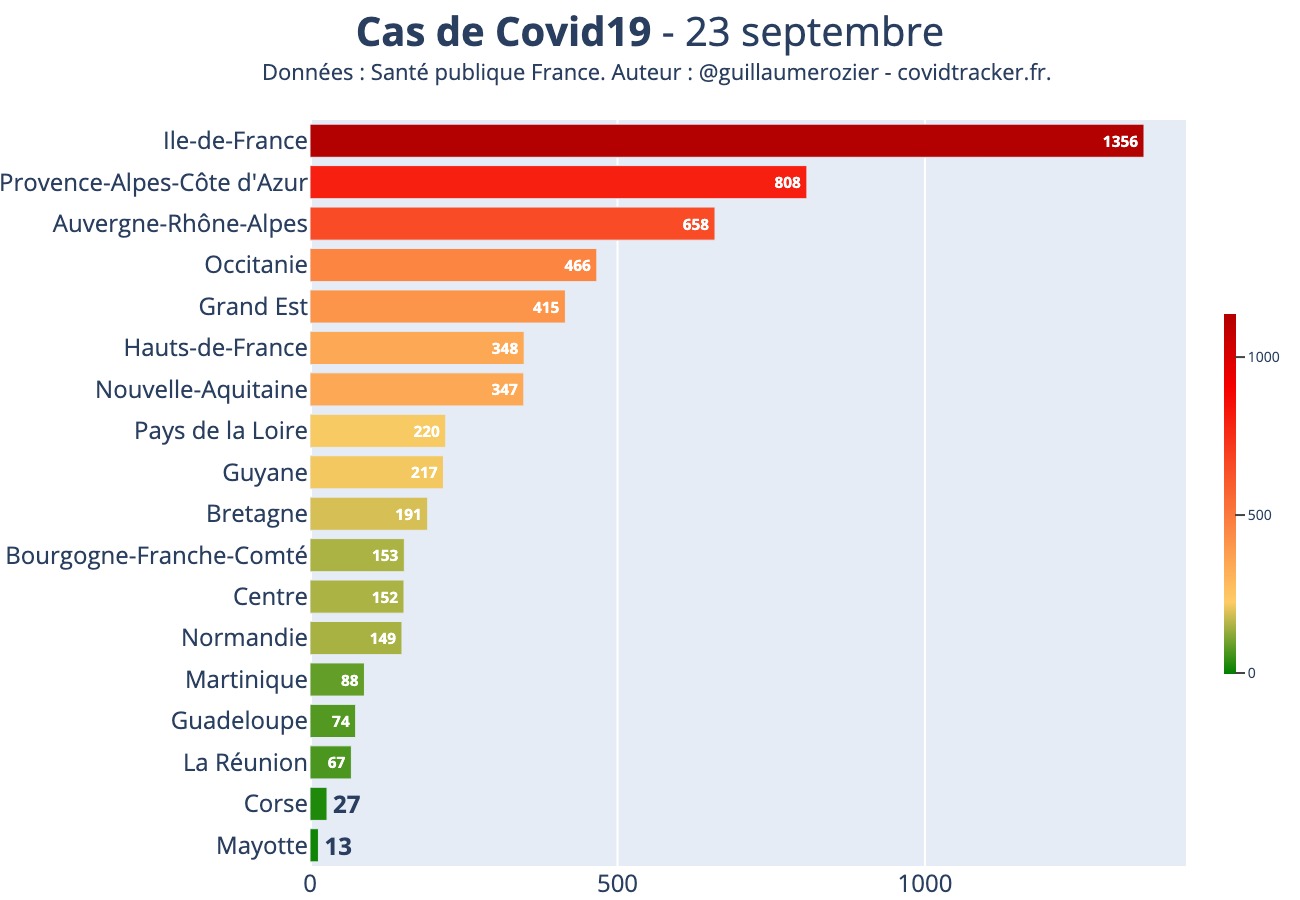 Cas de Covid19 - 23 septembre
Données : Santé publique France. Auteur : @guillaumerozier - covidtracker.fr.
Ile-de-France 1356
Provence-Alpes-Côte d'Azur 808
Auvergne-Rhône-Alpes 658
Occitanie 466
Grand Est 415
Hauts-de-France 348
Nouvelle-Aquitaine 347
Pays de la Loire 220
Guyane 217
Bretagne 191
Bourgogne-Franche-Comté 153
Centre 152
Normandie 149
Martinique 88
Guadeloupe 74
La Réunion 67
Corse 27
Mayotte 13
0 500 1000
1000
500
0